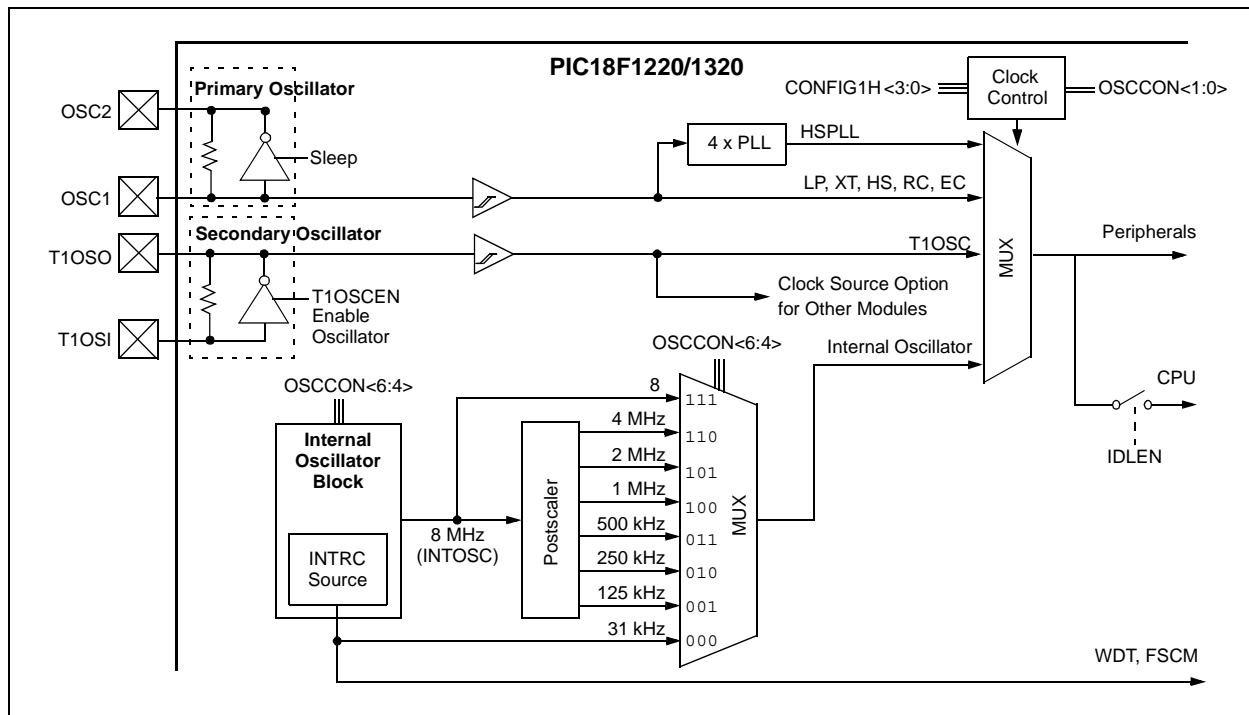 PIC18F1220/1320
Primary Oscillator
OSC2
Sleep
OSC1
CONFIG1H <3:0>
Clock
Control
OSCCON<1:0>
4 x PLL
HSPLL
LP, XT, HS, RC, EC
Secondary Oscillator
T1OSO
T1OSCEN
Enable
Oscillator
T1OSI
T1OSC
Clock Source Option
for Other Modules
MUX
Peripherals
Internal Oscillator
CPU
IDLEN
OSCCON<6:4>
OSCCON<6:4>
Internal
Oscillator
Block
INTRC
Source
8 MHz
(INTOSC)
Postscaler
8
111
4 MHz
110
2 MHz
101
1 MHz
100
500 kHz
011
250 kHz
010
125 kHz
001
31 kHz
000
MUX
WDT, FSCM